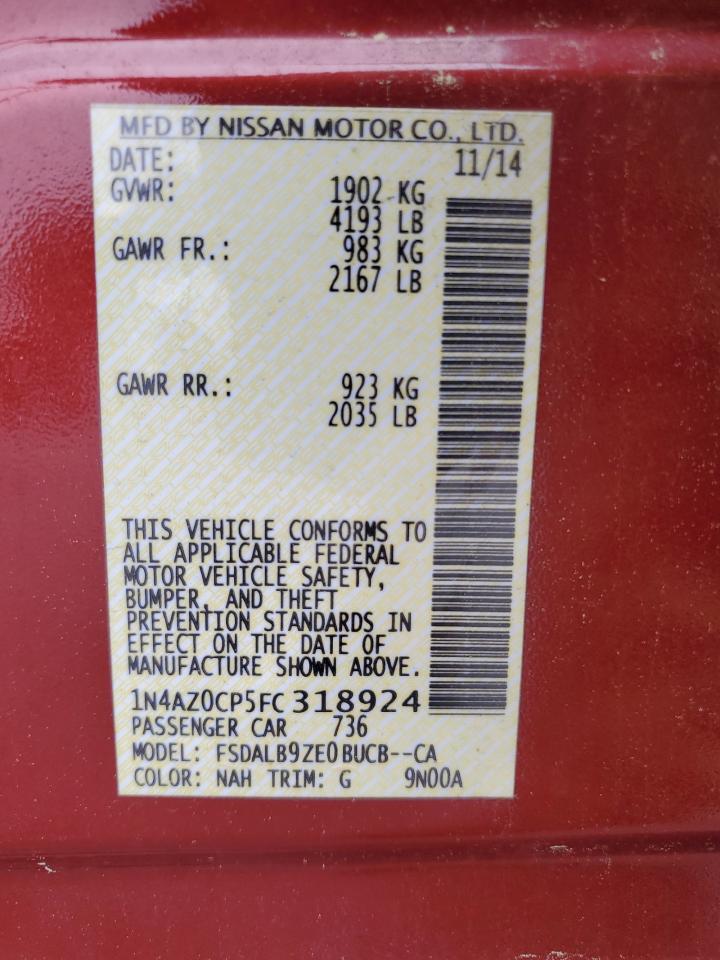 MFD BY NISSAN MOTOR CO., LTD.
DATE: 11/14
GVWR: 1902 KG
4193 LB
GAWR FR.: 983 KG
2167 LB
GAWR RR.: 923 KG
2035 LB
THIS VEHICLE CONFORMS TO
ALL APPLICABLE FEDERAL
MOTOR VEHICLE SAFETY,
BUMPER, AND THEFT
PREVENTION STANDARDS IN
EFFECT ON THE DATE OF
MANUFACTURE SHOWN ABOVE.
1N4AZ0CP5FC318924
PASSENGER CAR 736
MODEL: FSDALB9ZE0BUCB--CA
COLOR: NAH TRIM: G 9N00A